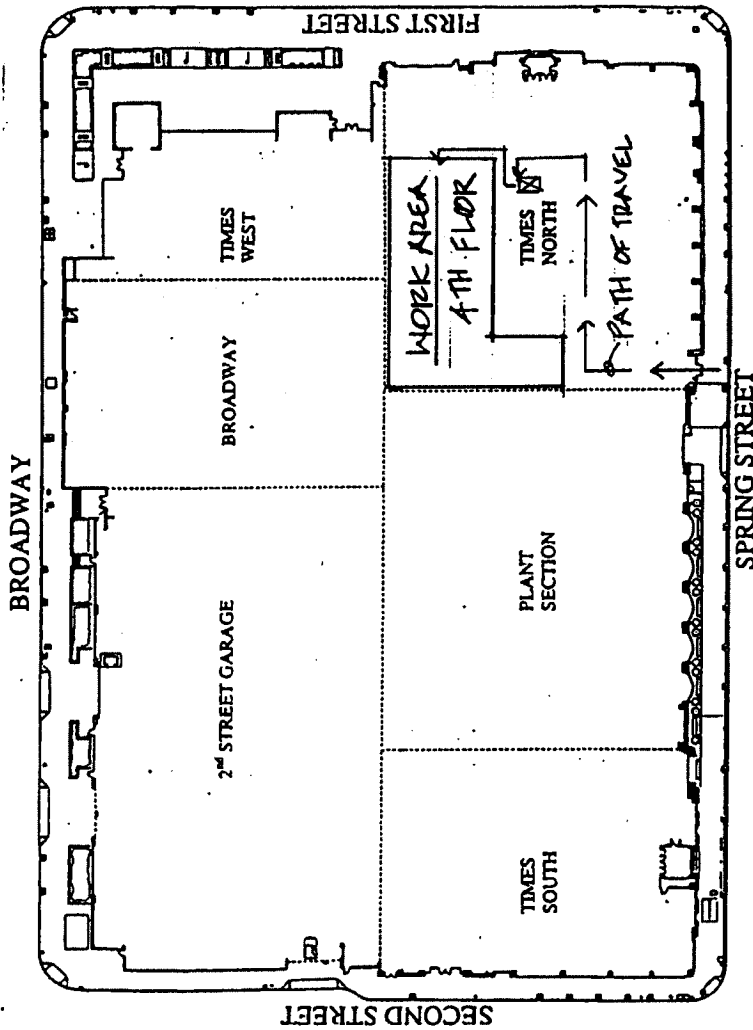 FIRST STREET
TIMES
WEST
WORK AREA
4TH FLOOR
TIMES
NORTH
PATH OF TRAVEL
BROADWAY
BROADWAY
SPRING STREET
2nd STREET GARAGE
PLANT
SECTION
TIMES
SOUTH
SECOND STREET